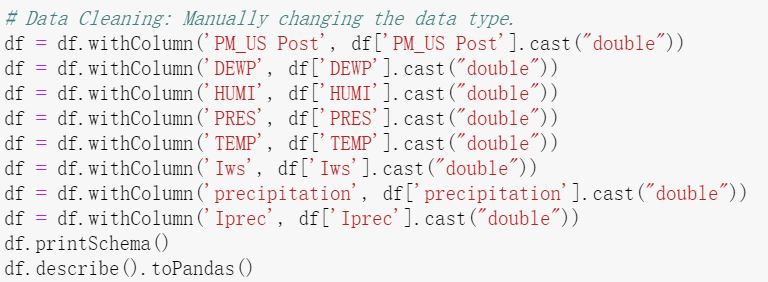 # Data Cleaning: Manually changing the data type.
df = df.withColumn('PM_US Post', df['PM_US Post'].cast("double"))
df = df.withColumn('DEWP', df['DEWP'].cast("double"))
df = df.withColumn('HUMI', df['HUMI'].cast("double"))
df = df.withColumn('PRES', df['PRES'].cast("double"))
df = df.withColumn('TEMP', df['TEMP'].cast("double"))
df = df.withColumn('Iws', df['Iws'].cast("double"))
df = df.withColumn('precipitation', df['precipitation'].cast("double"))
df = df.withColumn('Iprec', df['Iprec'].cast("double"))
df.printSchema()
df.describe().toPandas()